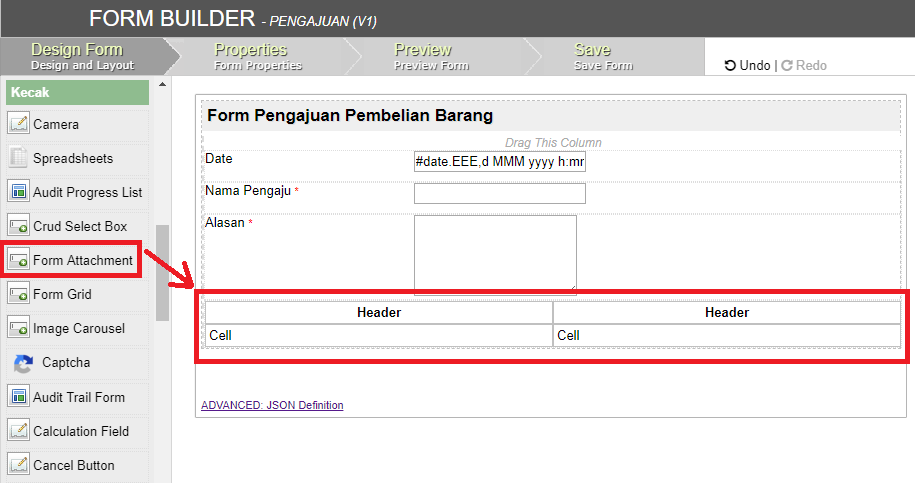 FORM BUILDER - PENGAJUAN (V1)
Design Form
Design and Layout
Properties
Form Properties
Preview
Preview Form
Save
Save Form
Undo | Redo
Kecak
Camera
Spreadsheets
Audit Progress List
Crud Select Box
Form Attachment
Form Grid
Image Carousel
Captcha
Audit Trail Form
Calculation Field
Cancel Button
Form Pengajuan Pembelian Barang
Drag This Column
Date #date.EEE,d MMM yyyy h:mr
Nama Pengaju *
Alasan *
Header Header
Cell Cell
ADVANCED: JSON Definition